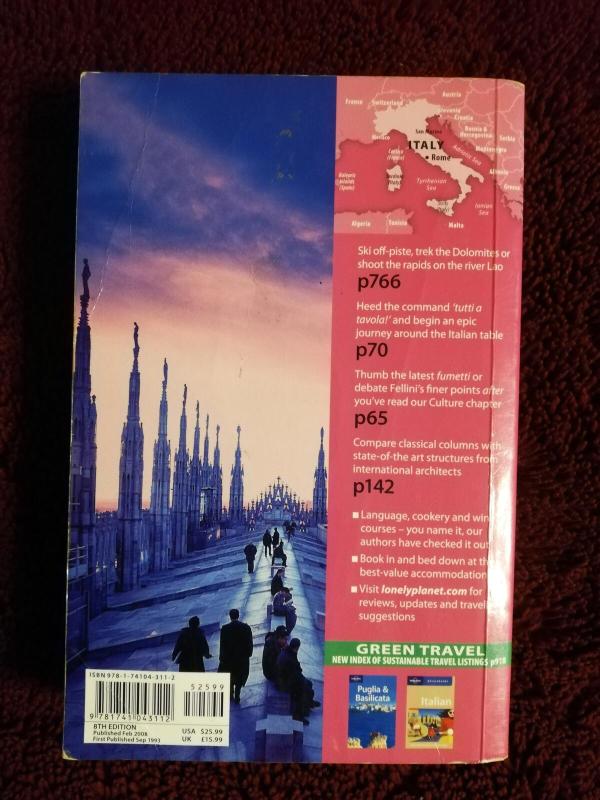 Austria
France
Switzerland
Slovenia
Croatia
Bosnia &
Hercegovina
Serbia
San Marino
Monaco
Montenegro
ITALY
Adriatic Sea
Corsica
(France)
Rome
Albania
Balearic
Islands
(Spain)
Sardinia
(Italy)
Tyrrhenian
Sea
Greece
Ionian
Sea
Algeria
Tunisia
Malta
Ski off-piste, trek the Dolomites or
shoot the rapids on the river Lao
p766
Heed the command 'tutti a
tavola!' and begin an epic
journey around the Italian table
p70
Thumb the latest fumetti or
debate Fellini's finer points after
you've read our Culture chapter
p65
Compare classical columns with
state-of-the art structures from
international architects
p142
Language, cookery and win
courses – you name it, our
authors have checked it out
Book in and bed down at th
best-value accommodation
Visit lonelyplanet.com for
reviews, updates and travell
suggestions
GREEN TRAVEL
NEW INDEX OF SUSTAINABLE TRAVEL LISTINGS p918
Puglia &
Basilicata
Italian
ISBN 978-1-74104-311-2
52599
9 781741 043112
8TH EDITION
Published Feb 2008
First Published Sep 1993
USA $25.99
UK £15.99